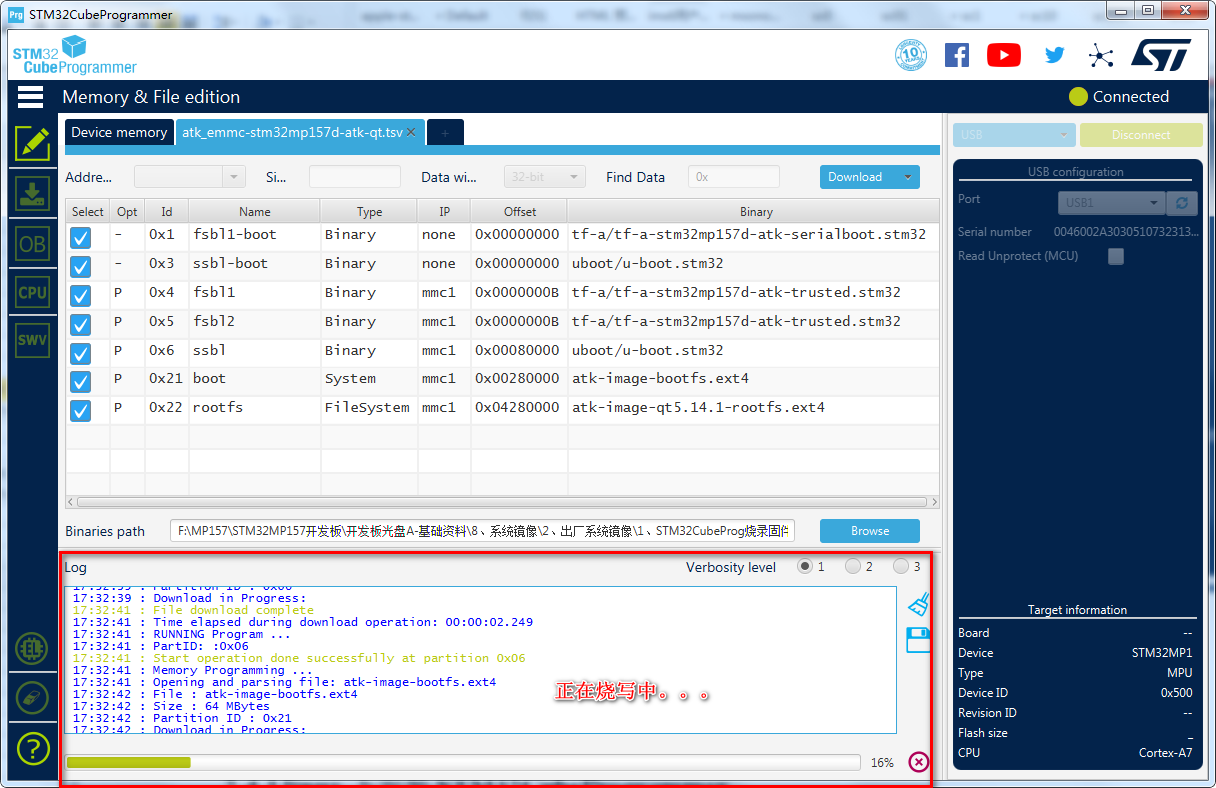 STM32CubeProgrammer
STM32
CubeProgrammer
10
Memory & File edition
Connected
Device memory
atk_emmc-stm32mp157d-atk-qt.tsv
+
USB
Disconnect
Addre...
Si...
Data wi...
32-bit
Find Data
0x
Download
Select Opt Id Name Type IP Offset Binary
- 0x1 fsbl1-boot Binary none 0x00000000 tf-a/tf-a-stm32mp157d-atk-serialboot.stm32
- 0x3 ssbl-boot Binary none 0x00000000 uboot/u-boot.stm32
P 0x4 fsbl1 Binary mmc1 0x0000000B tf-a/tf-a-stm32mp157d-atk-trusted.stm32
P 0x5 fsbl2 Binary mmc1 0x0000000B tf-a/tf-a-stm32mp157d-atk-trusted.stm32
P 0x6 ssbl Binary mmc1 0x00080000 uboot/u-boot.stm32
P 0x21 boot System mmc1 0x00280000 atk-image-bootfs.ext4
P 0x22 rootfs FileSystem mmc1 0x04280000 atk-image-qt5.14.1-rootfs.ext4
OB
CPU
SWV
Binaries path
F:\MP157\STM32MP157开发板\开发板光盘A-基础资料\8、系统镜像\2、出厂系统镜像\1、STM32CubeProg烧录固件
Browse
Log
Verbosity level 1 2 3
17:32:39 : Partition ID : 0x06
17:32:39 : Download in Progress:
17:32:41 : File download complete
17:32:41 : Time elapsed during download operation: 00:00:02.249
17:32:41 : RUNNING Program ...
17:32:41 : PartID: :0x06
17:32:41 : Start operation done successfully at partition 0x06
17:32:41 : Memory Programming ...
17:32:41 : Opening and parsing file: atk-image-bootfs.ext4
17:32:42 : File : atk-image-bootfs.ext4
17:32:42 : Size : 64 MBytes
17:32:42 : Partition ID : 0x21
17:32:42 : Download in Progress:
正在烧写中。。。
16%
USB configuration
Port USB1
Serial number 0046002A3030510732313...
Read Unprotect (MCU)
Target information
Board --
Device STM32MP1
Type MPU
Device ID 0x500
Revision ID --
Flash size _
CPU Cortex-A7